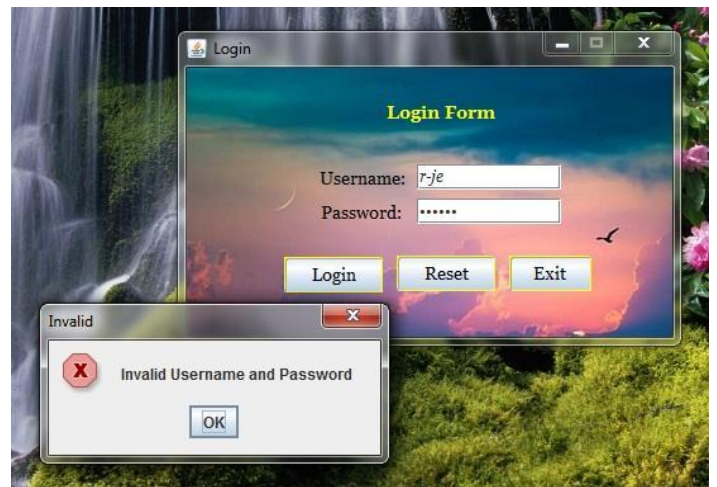 Login
Login Form
Username: r-je
Password: ••••••
Login Reset Exit
Invalid
Invalid Username and Password
OK